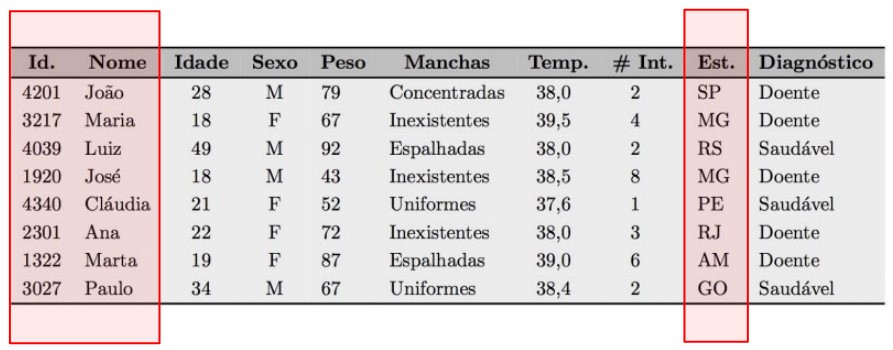 Id. Nome Idade Sexo Peso Manchas Temp. # Int. Est. Diagnóstico
4201 João 28 M 79 Concentradas 38,0 2 SP Doente
3217 Maria 18 F 67 Inexistentes 39,5 4 MG Doente
4039 Luiz 49 M 92 Espalhadas 38,0 2 RS Saudável
1920 José 18 M 43 Inexistentes 38,5 8 MG Doente
4340 Cláudia 21 F 52 Uniformes 37,6 1 PE Saudável
2301 Ana 22 F 72 Inexistentes 38,0 3 RJ Doente
1322 Marta 19 F 87 Espalhadas 39,0 6 AM Doente
3027 Paulo 34 M 67 Uniformes 38,4 2 GO Saudável